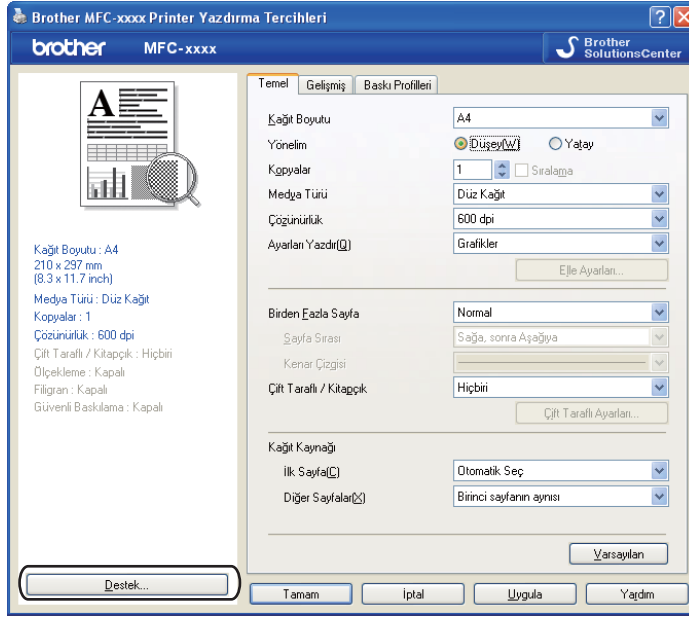 Brother MFC-xxxx Printer Yazdırma Tercihleri
brother MFC-xxxx
Brother
SolutionsCenter
Temel Gelişmiş Baskı Profilleri
A
Kağıt Boyutu A4
Yönelim Düşey(W) Yatay
Kopyalar 1 Sıralama
Medya Türü Düz Kağıt
Çözünürlük 600 dpi
Ayarları Yazdır(Q) Grafikler
Elle Ayarları...
Kağıt Boyutu : A4
210 x 297 mm
(8.3 x 11.7 inch)
Medya Türü : Düz Kağıt
Kopyalar : 1
Çözünürlük : 600 dpi
Çift Taraflı / Kitapçık : Hiçbiri
Ölçekleme : Kapalı
Filigran : Kapalı
Güvenli Baskılama : Kapalı
Birden Fazla Sayfa Normal
Sayfa Sırası Sağa, sonra Aşağıya
Kenar Çizgisi
Çift Taraflı / Kitapçık Hiçbiri
Çift Taraflı Ayarları...
Kağıt Kaynağı
İlk Sayfa(C) Otomatik Seç
Diğer Sayfalar(X) Birinci sayfanın aynısı
Varsayılan
Destek...
Tamam İptal Uygula Yardım